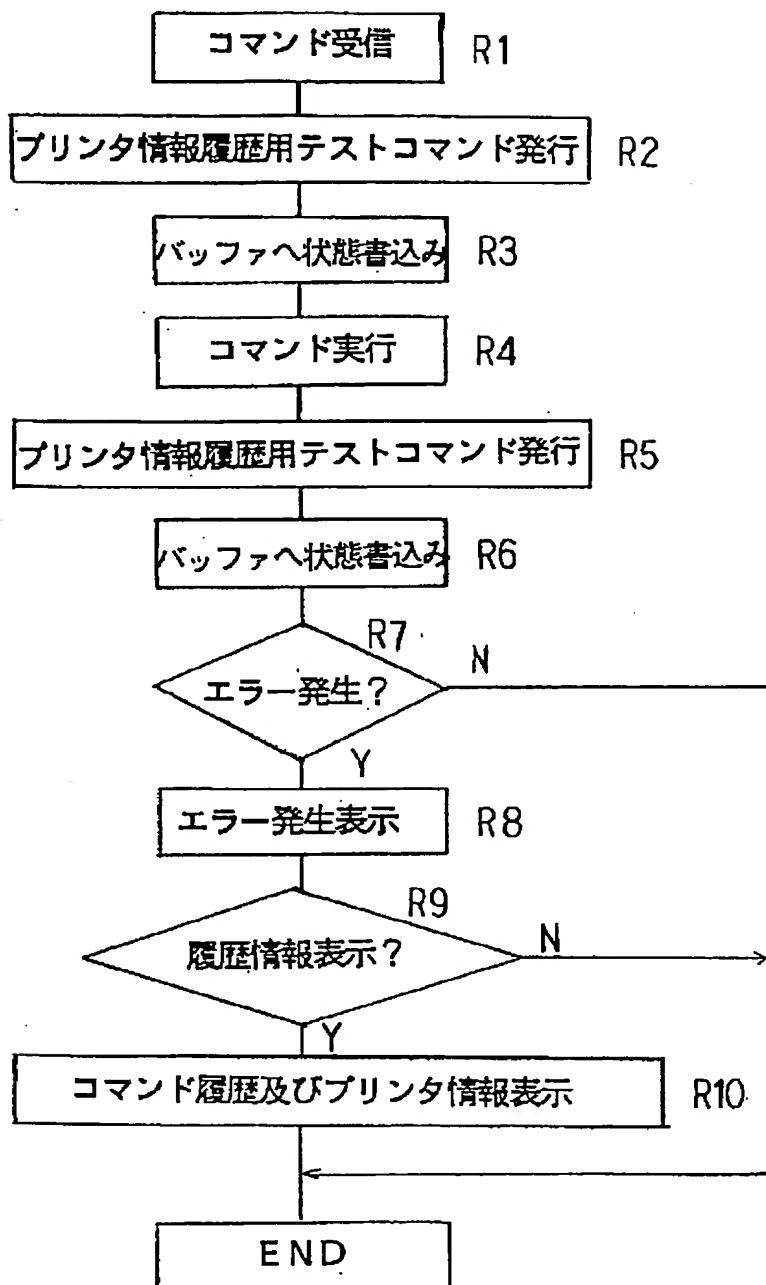 コマンド受信 R1
プリンタ情報履歴用テストコマンド発行 R2
バッファへ状態書込み R3
コマンド実行 R4
プリンタ情報履歴用テストコマンド発行 R5
バッファへ状態書込み R6
R7
エラー発生? N
Y
エラー発生表示 R8
R9
履歴情報表示? N
Y
コマンド履歴及びプリンタ情報表示 R10
END